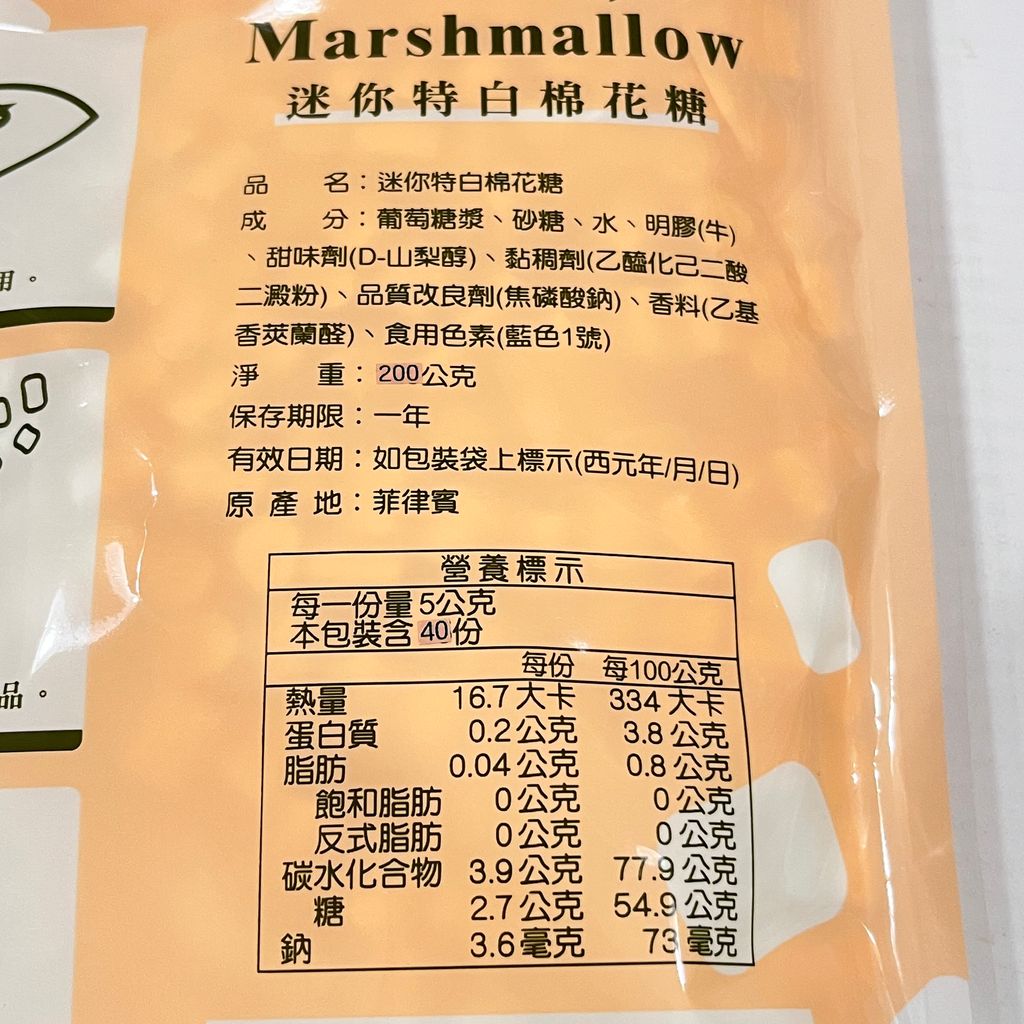 Marshmallow
迷你特白棉花糖
品　名：迷你特白棉花糖
成　分：葡萄糖漿、砂糖、水、明膠(牛)
、甜味劑(D-山梨醇)、黏稠劑(乙醯化己二酸
二澱粉)、品質改良劑(焦磷酸鈉)、香料(乙基
香莢蘭醛)、食用色素(藍色1號)
淨　重：200公克
保存期限：一年
有效日期：如包裝袋上標示(西元年/月/日)
原產地：菲律賓
用。
品。
營養標示
每一份量5公克
本包裝含40份
每份 每100公克
熱量 16.7大卡 334大卡
蛋白質 0.2公克 3.8公克
脂肪 0.04公克 0.8公克
飽和脂肪 0公克 0公克
反式脂肪 0公克 0公克
碳水化合物 3.9公克 77.9公克
糖 2.7公克 54.9公克
鈉 3.6毫克 73毫克